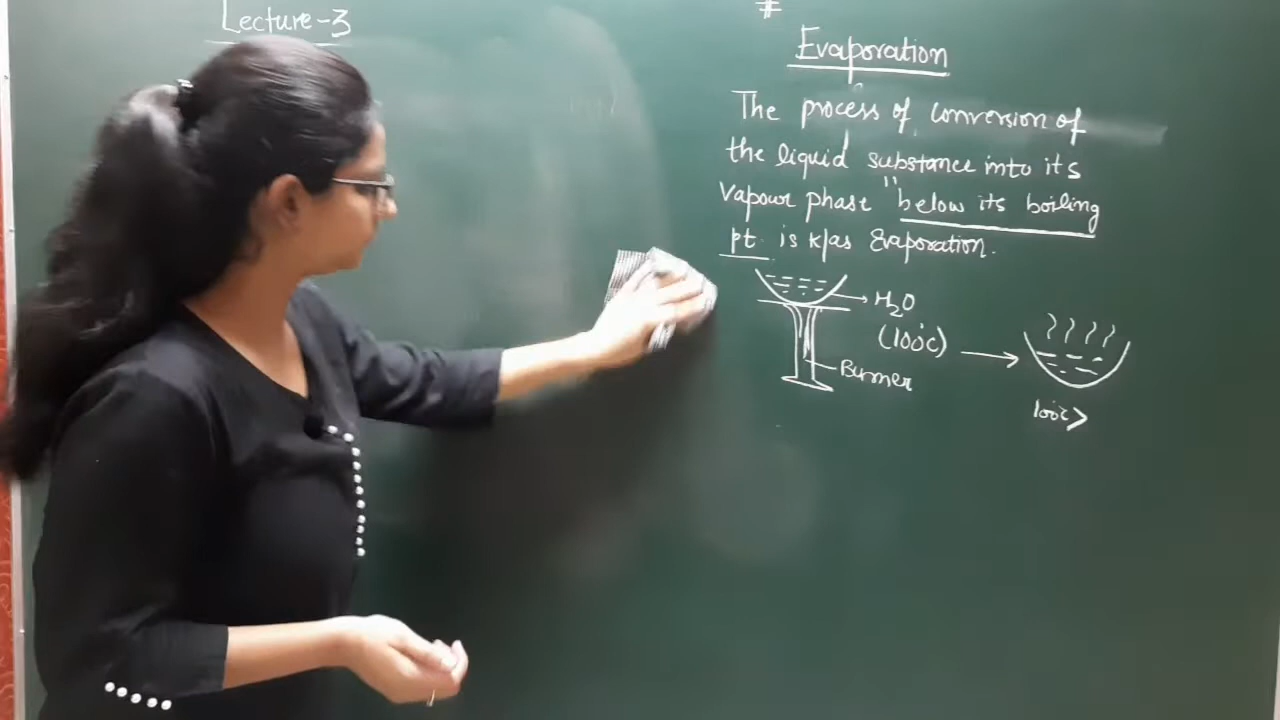 Lecture-3
#
Evaporation
The process of conversion of
the liquid substance into its
vapour phase "below its boiling
pt. is k/as Evaporation.
H₂O
(100°C)
Burner
100°C >